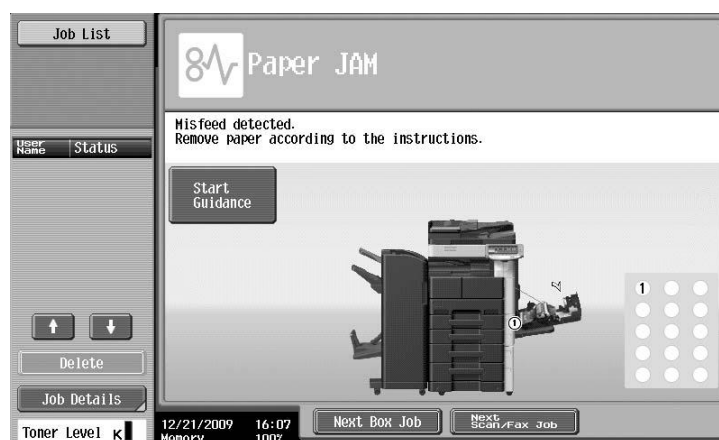 Job List
Paper JAM
Misfeed detected.
Remove paper according to the instructions.
User Name
Status
Start
Guidance
1
1
Delete
Job Details
Toner Level K
12/21/2009 16:07
Memory 100%
Next Box Job
Next
Scan/Fax Job